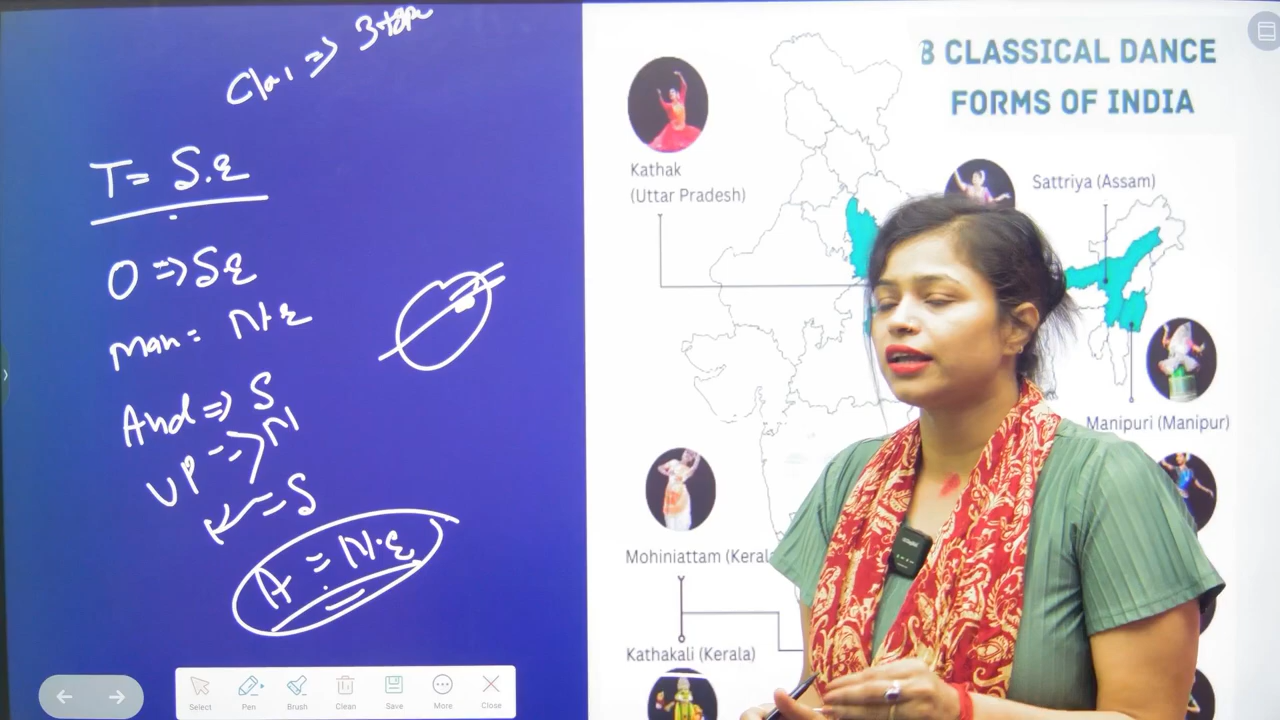 Clas => 3 type
T = S.E
O => SE
Man = N.E
And => S
UP => N
K = S
A = N.E
Select
Pen
Brush
Clean
Save
More
Close
8 CLASSICAL DANCE
FORMS OF INDIA
Kathak
(Uttar Pradesh)
Sattriya (Assam)
Manipuri (Manipur)
Mohiniattam (Kerala
Kathakali (Kerala)